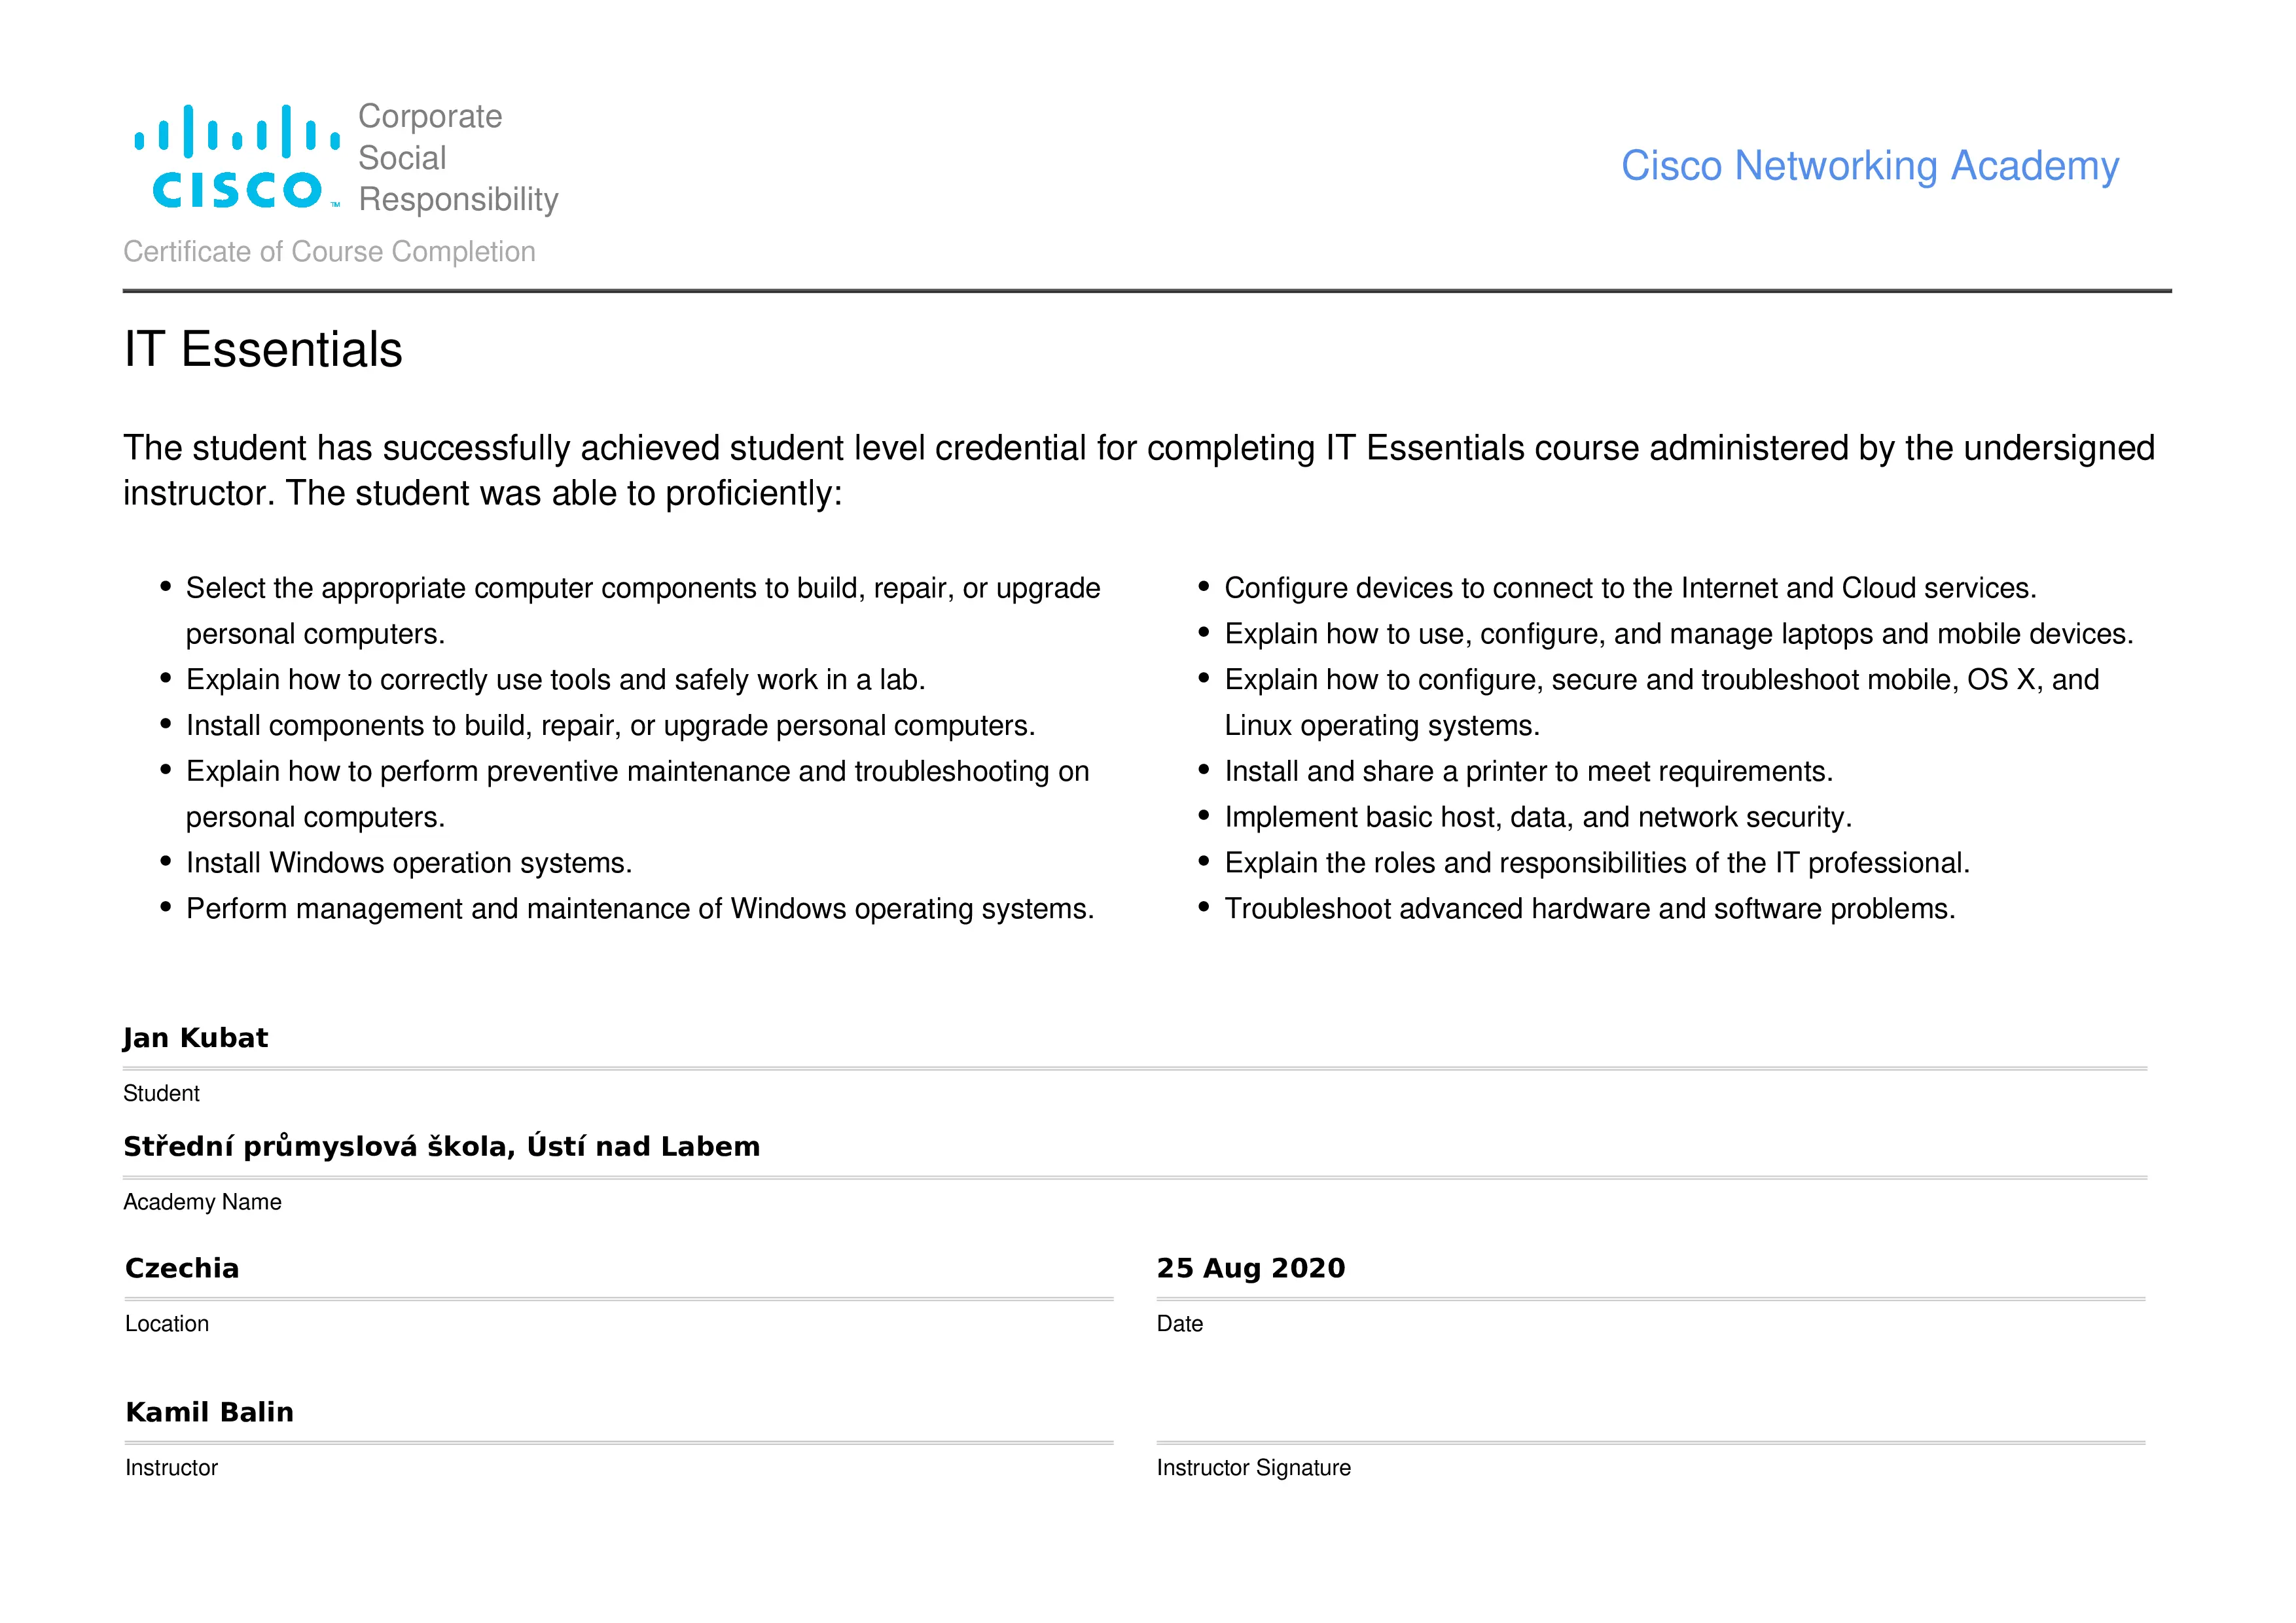 CISCO™
Corporate
Social
Responsibility
Cisco Networking Academy
Certificate of Course Completion
IT Essentials
The student has successfully achieved student level credential for completing IT Essentials course administered by the undersigned
instructor. The student was able to proficiently:
• Select the appropriate computer components to build, repair, or upgrade
personal computers.
• Explain how to correctly use tools and safely work in a lab.
• Install components to build, repair, or upgrade personal computers.
• Explain how to perform preventive maintenance and troubleshooting on
personal computers.
• Install Windows operation systems.
• Perform management and maintenance of Windows operating systems.
• Configure devices to connect to the Internet and Cloud services.
• Explain how to use, configure, and manage laptops and mobile devices.
• Explain how to configure, secure and troubleshoot mobile, OS X, and
Linux operating systems.
• Install and share a printer to meet requirements.
• Implement basic host, data, and network security.
• Explain the roles and responsibilities of the IT professional.
• Troubleshoot advanced hardware and software problems.
Jan Kubat
Student
Střední průmyslová škola, Ústí nad Labem
Academy Name
Czechia
Location
25 Aug 2020
Date
Kamil Balin
Instructor
Instructor Signature